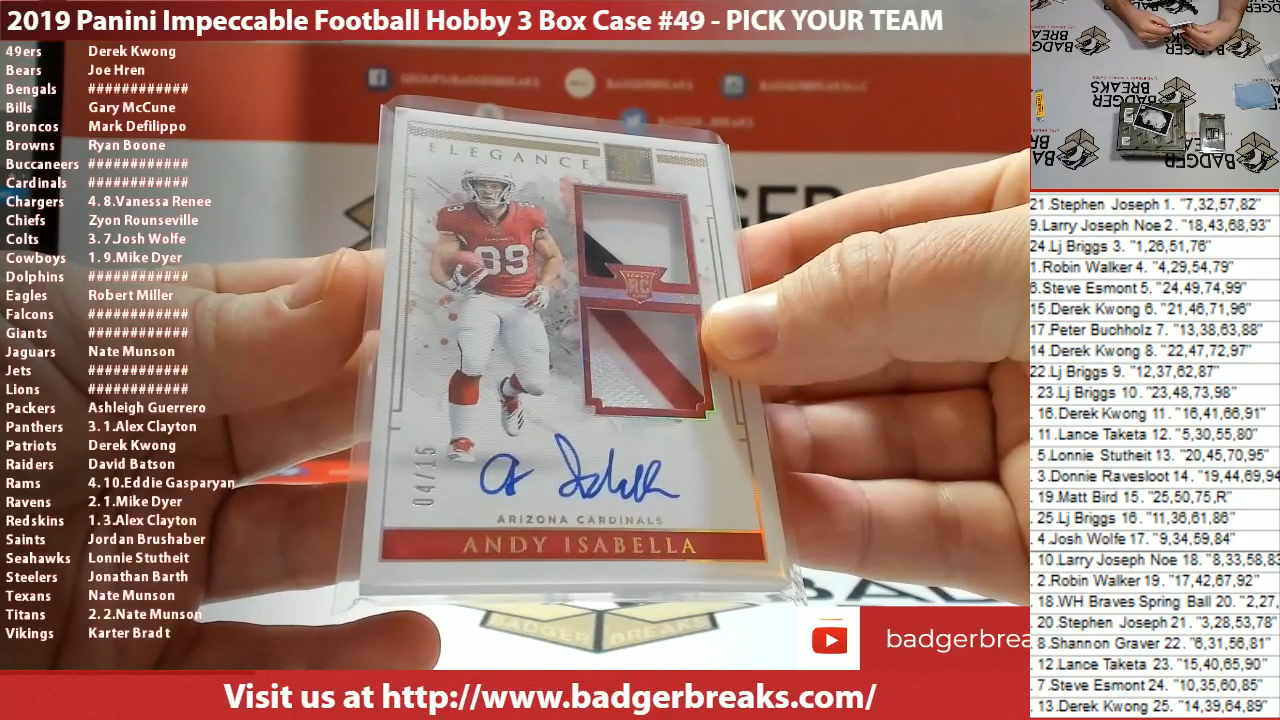 2019 Panini Impeccable Football Hobby 3 Box Case #49 - PICK YOUR TEAM
49ers Derek Kwong
Bears Joe Hren
Bengals ############
Bills Gary McCune
Broncos Mark Defilippo
Browns Ryan Boone
Buccaneers ############
Cardinals ############
Chargers 4. 8.Vanessa Renee
Chiefs Zyon Rounseville
Colts 3. 7.Josh Wolfe
Cowboys 1. 9.Mike Dyer
Dolphins ############
Eagles Robert Miller
Falcons ############
Giants ############
Jaguars Nate Munson
Jets ############
Lions ############
Packers Ashleigh Guerrero
Panthers 3. 1.Alex Clayton
Patriots Derek Kwong
Raiders David Batson
Rams 4. 10.Eddie Gasparyan
Ravens 2. 1.Mike Dyer
Redskins 1. 3.Alex Clayton
Saints Jordan Brushaber
Seahawks Lonnie Stutheit
Steelers Jonathan Barth
Texans Nate Munson
Titans 2. 2.Nate Munson
Vikings Karter Bradt
GROUPS/BADGERBREAKS
BADGERBREAKS
BADGERBREAKSLLC
BADGER_BREAKS
ELEGANCE
89
RC
04/15
ARIZONA CARDINALS
ANDY ISABELLA
BADGER BREAKS
badgerbrea
Visit us at http://www.badgerbreaks.com/
BADGER
BREAKS
BADGER
BREAKS
BADGER
21.Stephen Joseph 1. "7,32,57,82"
9.Larry Joseph Noe 2. "18,43,68,93"
24.Lj Briggs 3. "1,26,51,76"
1.Robin Walker 4. "4,29,54,79"
6.Steve Esmont 5. "24,49,74,99"
15.Derek Kwong 6. "21,46,71,96"
17.Peter Buchholz 7. "13,38,63,88"
14.Derek Kwong 8. "22,47,72,97"
22.Lj Briggs 9. "12,37,62,87"
. 23.Lj Briggs 10. "23,48,73,98"
. 16.Derek Kwong 11. "16,41,66,91"
. 11.Lance Taketa 12. "5,30,55,80"
. 5.Lonnie Stutheit 13. "20,45,70,95"
. 3.Donnie Ravesloot 14. "19,44,69,94
. 19.Matt Bird 15. "25,50,75,R"
. 25.Lj Briggs 16. "11,36,61,86"
. 4.Josh Wolfe 17. "9,34,59,84"
. 10.Larry Joseph Noe 18. "8,33,58,83
. 2.Robin Walker 19. "17,42,67,92"
. 18.WH Braves Spring Ball 20. "2,27,
. 20.Stephen Joseph 21. "3,28,53,78"
. 8.Shannon Graver 22. "6,31,56,81"
. 12.Lance Taketa 23. "15,40,65,90"
. 7.Steve Esmont 24. "10,35,60,85"
. 13.Derek Kwong 25. "14,39,64,89"